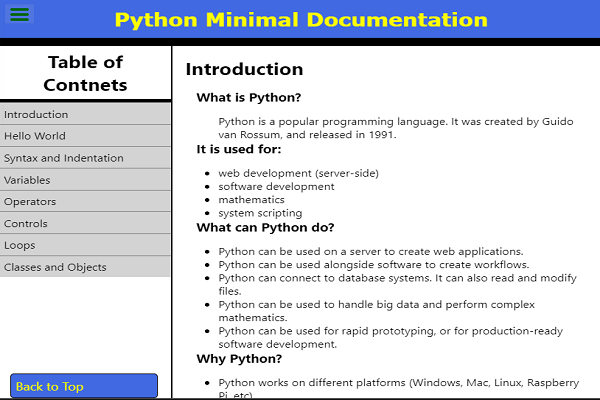 Python Minimal Documentation
Table of
Contnets
Introduction
Hello World
Syntax and Indentation
Variables
Operators
Controls
Loops
Classes and Objects
Back to Top
Introduction
What is Python?
Python is a popular programming language. It was created by Guido
van Rossum, and released in 1991.
It is used for:
web development (server-side)
software development
mathematics
system scripting
What can Python do?
Python can be used on a server to create web applications.
Python can be used alongside software to create workflows.
Python can connect to database systems. It can also read and modify
files.
Python can be used to handle big data and perform complex
mathematics.
Python can be used for rapid prototyping, or for production-ready
software development.
Why Python?
Python works on different platforms (Windows, Mac, Linux, Raspberry
Pi, etc)